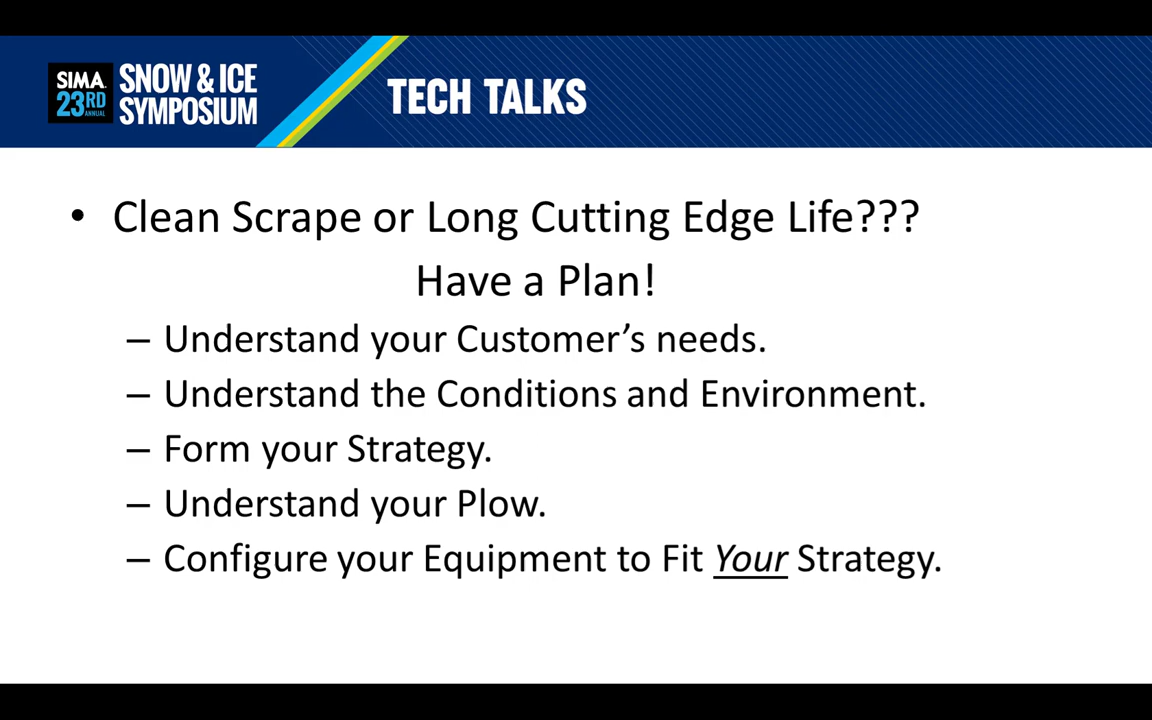 SIMA
23RD
ANNUAL
SNOW & ICE
SYMPOSIUM
TECH TALKS
• Clean Scrape or Long Cutting Edge Life???
Have a Plan!
– Understand your Customer’s needs.
– Understand the Conditions and Environment.
– Form your Strategy.
– Understand your Plow.
– Configure your Equipment to Fit Your Strategy.